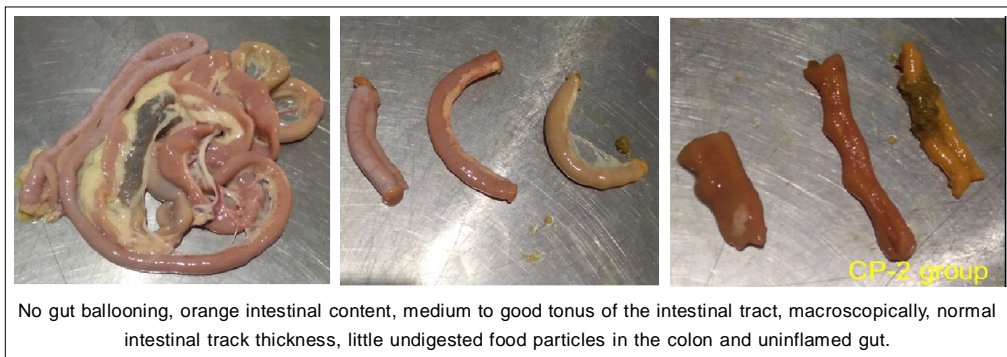 CP-2 group
No gut ballooning, orange intestinal content, medium to good tonus of the intestinal tract, macroscopically, normal
intestinal track thickness, little undigested food particles in the colon and uninflamed gut.